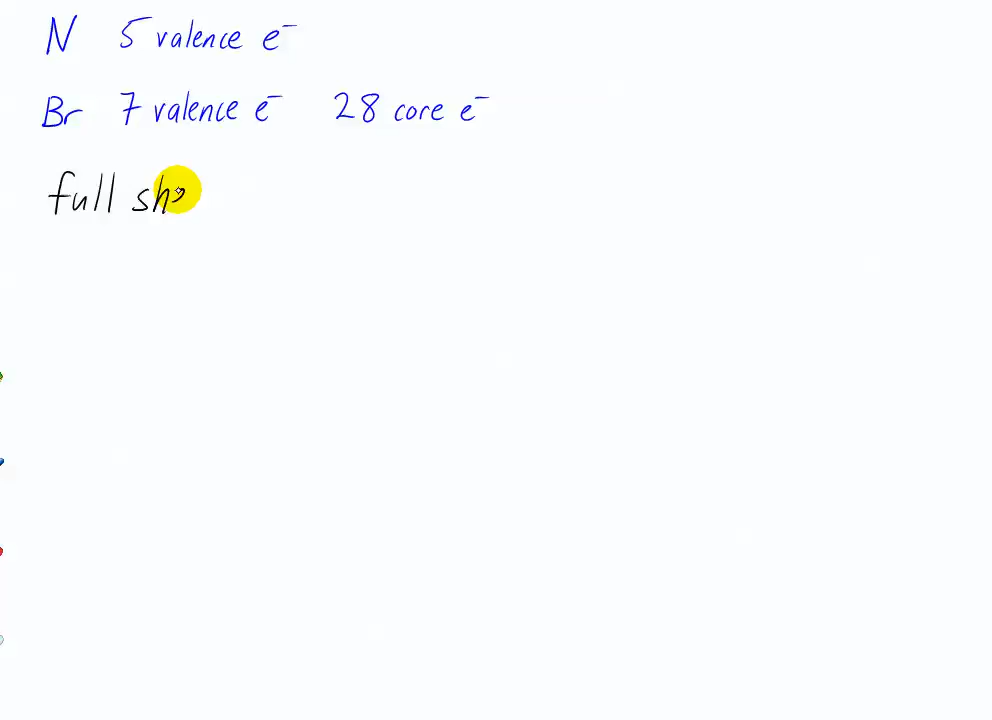 N 5 valence e⁻
Br 7 valence e⁻ 28 core e⁻
full sh